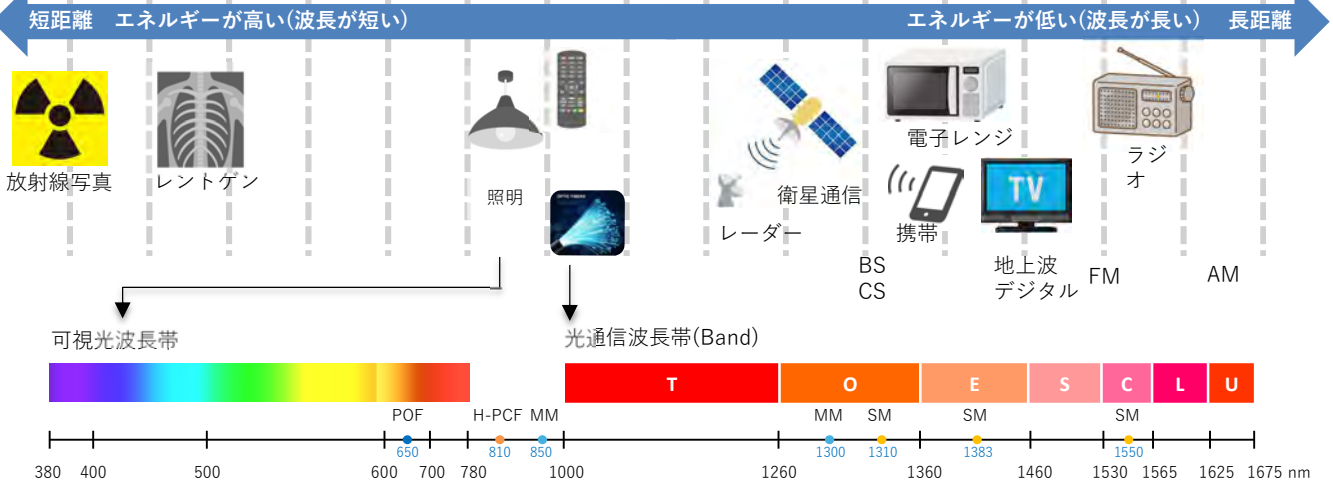 短距離 エネルギーが高い(波長が短い)
エネルギーが低い(波長が長い) 長距離
放射線写真
レントゲン
照明
OPTIC FIBERS
レーダー
衛星通信
電子レンジ
携帯
TV
ラジ
オ
BS
CS
地上波
デジタル
FM
AM
可視光波長帯
光通信波長帯(Band)
T O E S C L U
POF H-PCF MM MM SM SM SM
650 810 850 1300 1310 1383 1550
380 400 500 600 700 780 1000 1260 1360 1460 1530 1565 1625 1675 nm